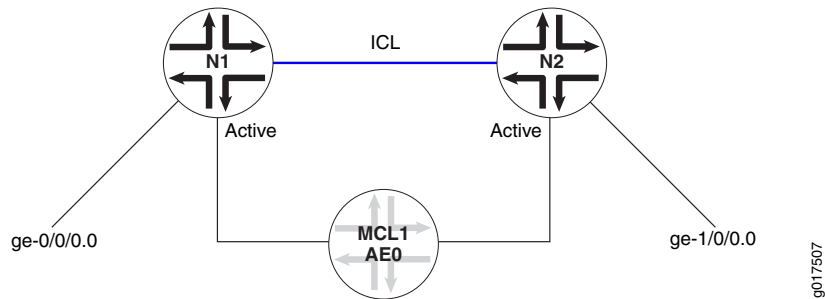 ICL
N1
N2
Active
Active
MCL1
AE0
ge-0/0/0.0
ge-1/0/0.0
g017507